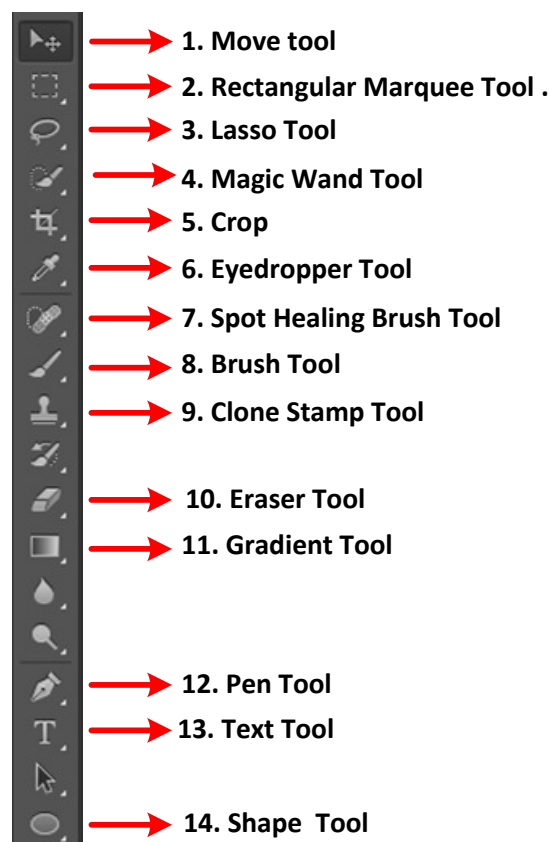 1. Move tool
2. Rectangular Marquee Tool .
3. Lasso Tool
4. Magic Wand Tool
5. Crop
6. Eyedropper Tool
7. Spot Healing Brush Tool
8. Brush Tool
9. Clone Stamp Tool
10. Eraser Tool
11. Gradient Tool
12. Pen Tool
T
13. Text Tool
14. Shape  Tool